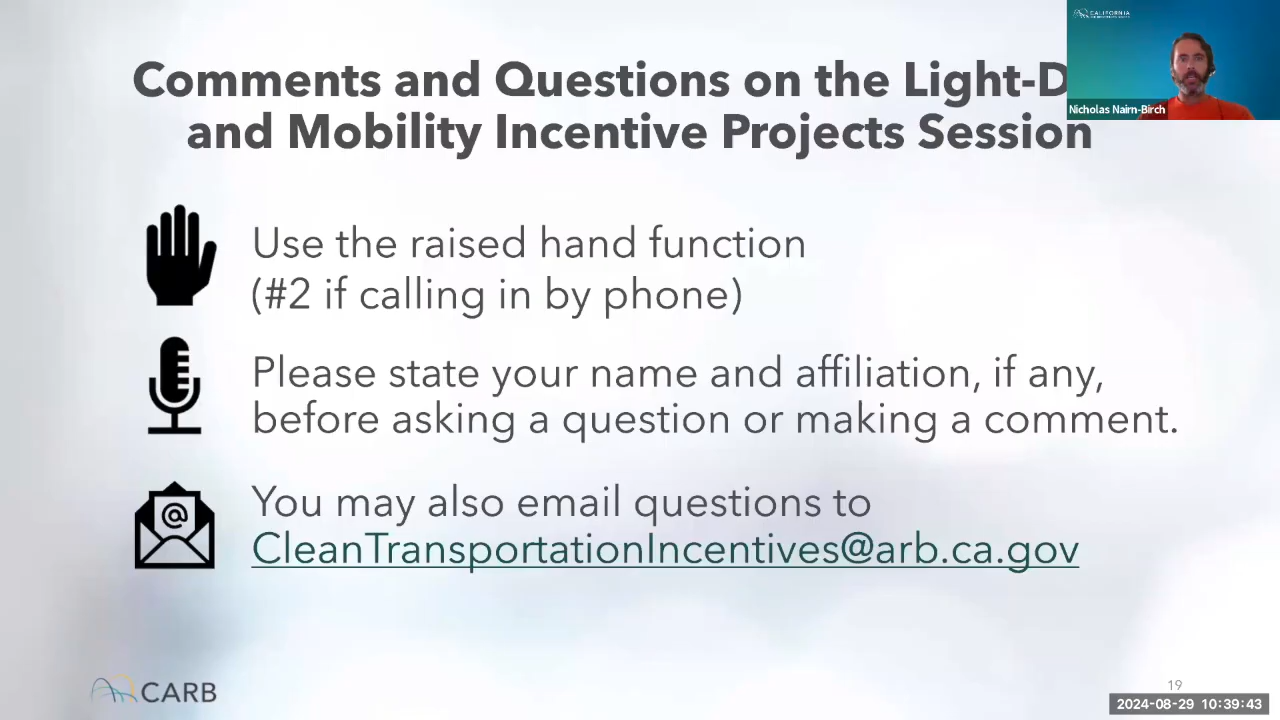 Comments and Questions on the Light-D
and Mobility Incentive Projects Session
CALIFORNIA
Nicholas Nairn-Birch
Use the raised hand function
(#2 if calling in by phone)
Please state your name and affiliation, if any,
before asking a question or making a comment.
@
You may also email questions to
CleanTransportationIncentives@arb.ca.gov
CARB
19
2024-08-29 10:39:43